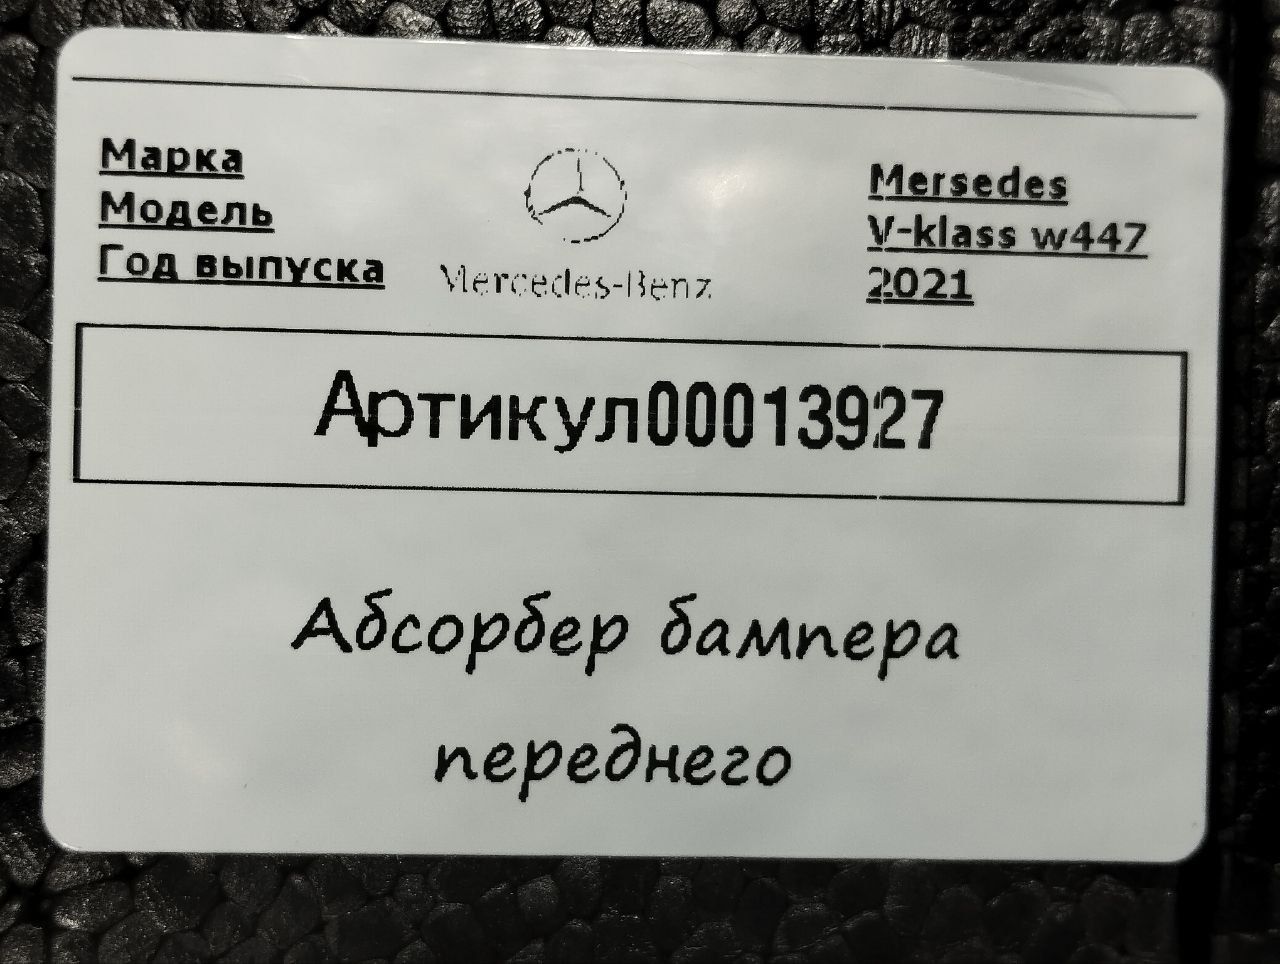 Марка
Модель
Год выпуска
Mercedes-Benz
Mersedes
V-klass w447
2021
Артикул00013927
Абсорбер бампера
переднего